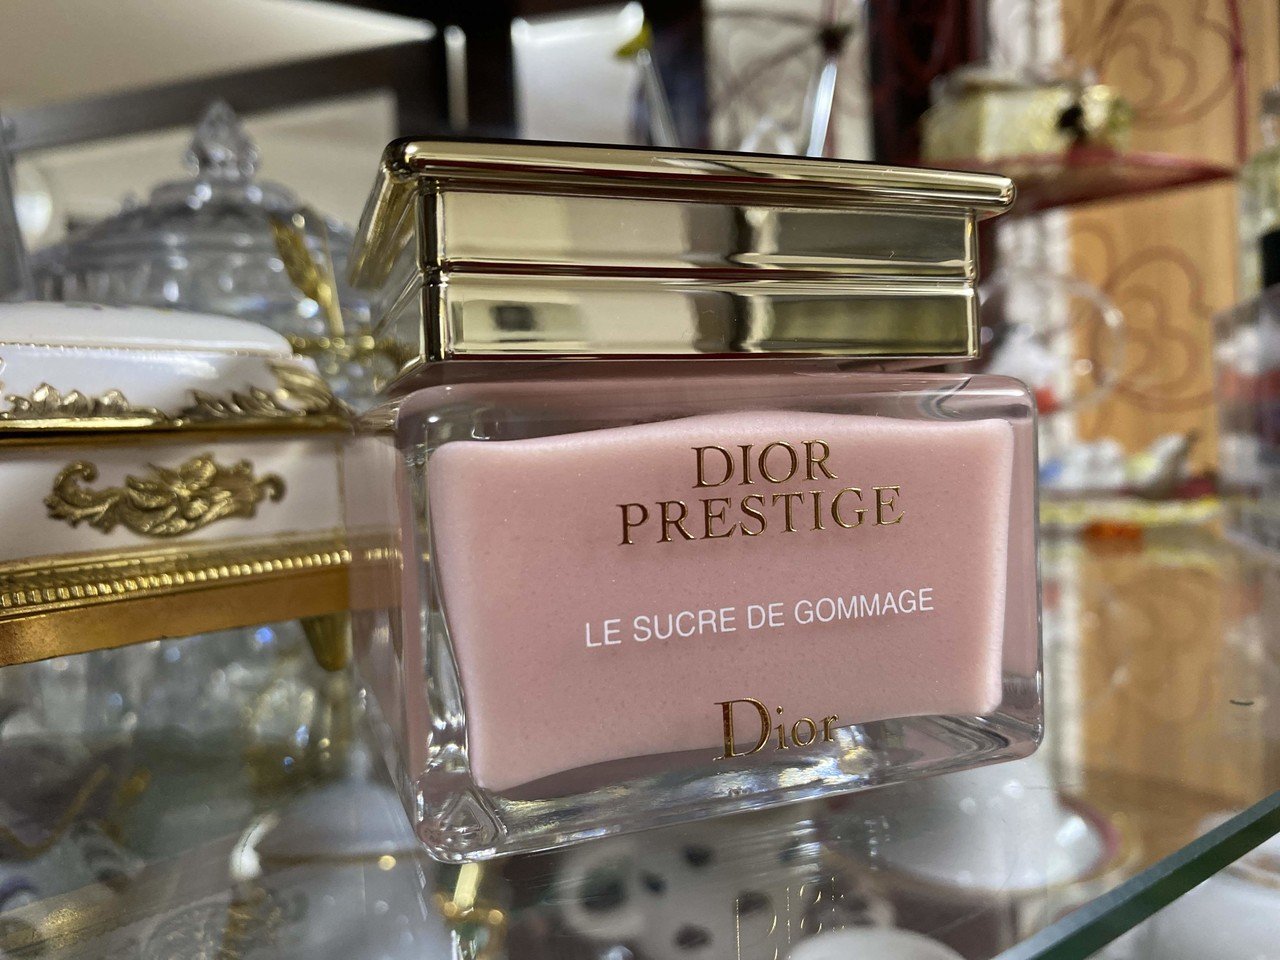 DIOR
PRESTIGE
LE SUCRE DE GOMMAGE
Dior